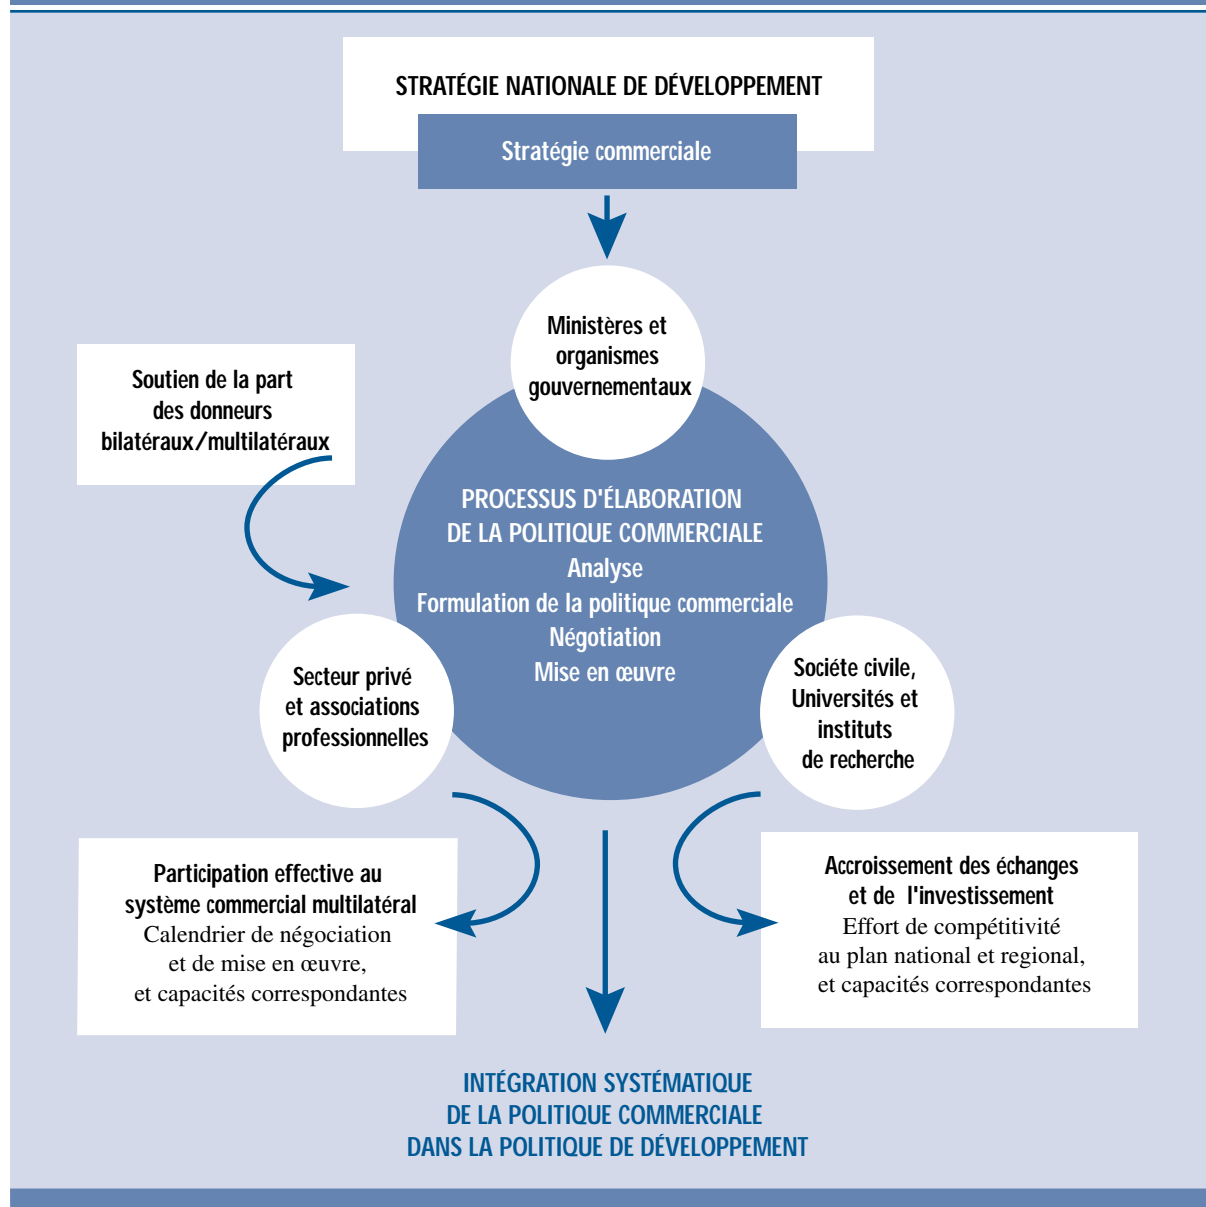 STRATÉGIE NATIONALE DE DÉVELOPPEMENT
Stratégie commerciale
Ministères et
organismes
gouvernementaux
Soutien de la part
des donneurs
bilatéraux/multilatéraux
PROCESSUS D'ÉLABORATION
DE LA POLITIQUE COMMERCIALE
Analyse
Formulation de la politique commerciale
Négotiation
Mise en œuvre
Secteur privé
et associations
professionnelles
Sociéte civile,
Universités et
instituts
de recherche
Participation effective au
système commercial multilatéral
Calendrier de négociation
et de mise en œuvre,
et capacités correspondantes
Accroissement des échanges
et de l'investissement
Effort de compétitivité
au plan national et regional,
et capacités correspondantes
INTÉGRATION SYSTÉMATIQUE
DE LA POLITIQUE COMMERCIALE
DANS LA POLITIQUE DE DÉVELOPPEMENT